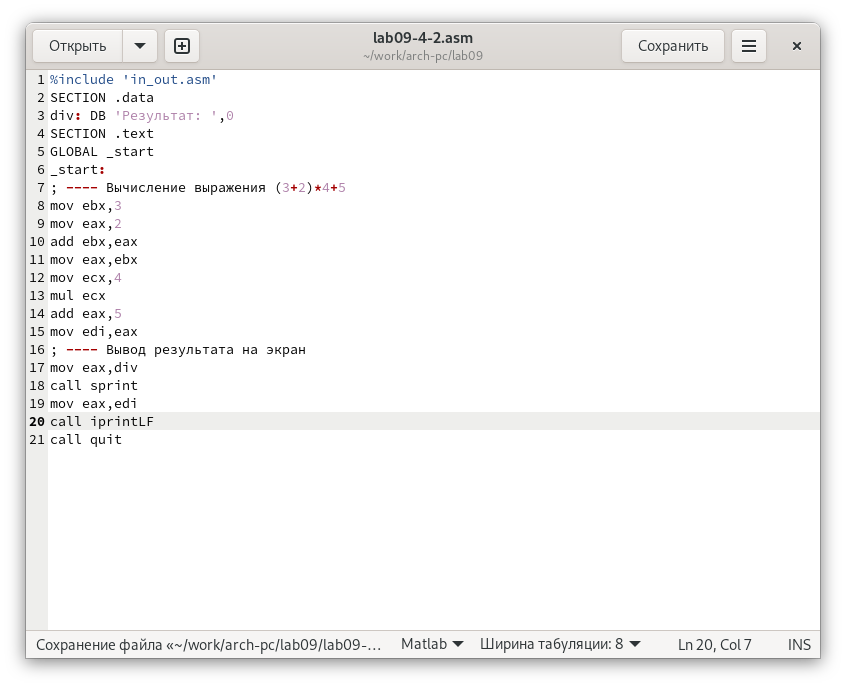 Открыть
lab09-4-2.asm
~/work/arch-pc/lab09
Сохранить
1 %include 'in_out.asm'
2 SECTION .data
3 div: DB 'Результат: ',0
4 SECTION .text
5 GLOBAL _start
6 _start:
7 ; ---- Вычисление выражения (3+2)*4+5
8 mov ebx,3
9 mov eax,2
10 add ebx,eax
11 mov eax,ebx
12 mov ecx,4
13 mul ecx
14 add eax,5
15 mov edi,eax
16 ; ---- Вывод результата на экран
17 mov eax,div
18 call sprint
19 mov eax,edi
20 call iprintLF
21 call quit
Сохранение файла «~/work/arch-pc/lab09/lab09-… Matlab Ширина табуляции: 8 Ln 20, Col 7 INS